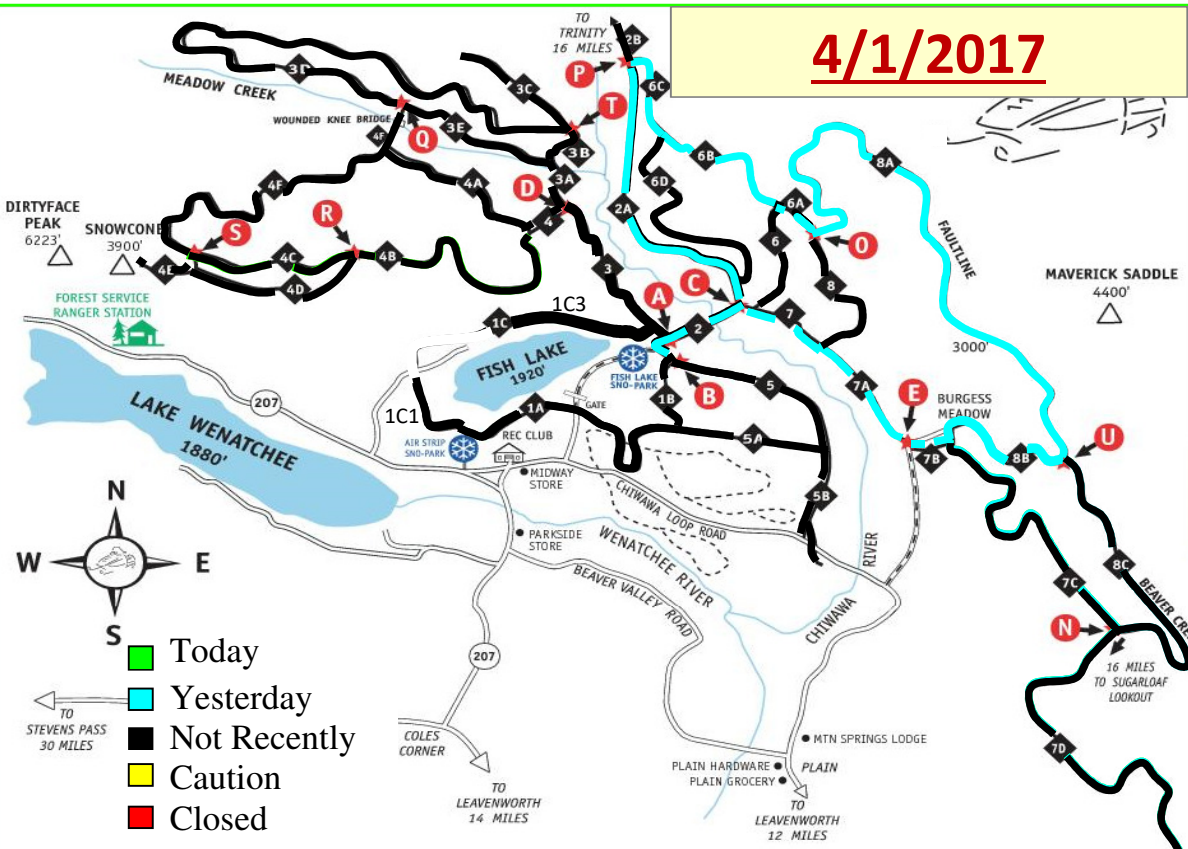 4/1/2017
TO
TRINITY
16 MILES
2B
P
6C
3D
3C
T
MEADOW CREEK
WOUNDED KNEE BRIDGE
Q
3E
4F
3B
6B
8A
D
3A
6D
4F
4A
DIRTYFACE
PEAK
6223'
SNOWCONE
3900'
S
R
4
2A
6A
6
O
FAULTLINE
4E
4C
4B
4D
3
C
8
MAVERICK SADDLE
4400'
FOREST SERVICE
RANGER STATION
1C3
A
1C
2
7
3000'
FISH LAKE
1920'
FISH LAKE
SNO-PARK
B
5
7A
E
BURGESS
MEADOW
207
1C1
1A
1B
GATE
LAKE WENATCHEE
1880'
AIR STRIP
SNO-PARK
REC CLUB
5A
7B
8B
U
MIDWAY
STORE
CHIWAWA LOOP ROAD
5B
N
W
E
S
PARKSIDE
STORE
WENATCHEE RIVER
RIVER
CHIWAWA
BEAVER VALLEY ROAD
7C
8C
BEAVER CREE
N
16 MILES
TO SUGARLOAF
LOOKOUT
207
Today
Yesterday
Not Recently
Caution
Closed
TO
STEVENS PASS
30 MILES
COLES
CORNER
TO
LEAVENWORTH
14 MILES
MTN SPRINGS LODGE
PLAIN HARDWARE
PLAIN
PLAIN GROCERY
TO
LEAVENWORTH
12 MILES
7D